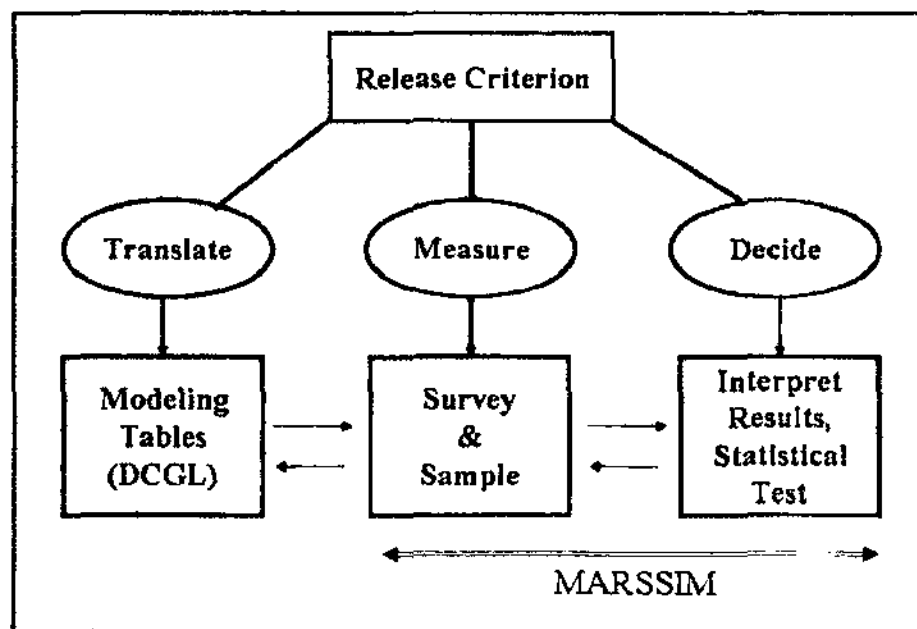 Release Criterion
Translate
Measure
Decide
Modeling
Tables
(DCGL)
Survey
&
Sample
Interpret
Results,
Statistical
Test
MARSSIM